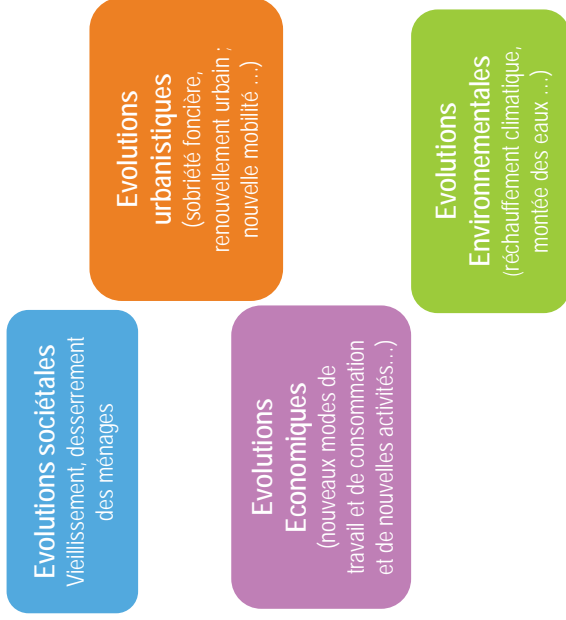 Evolutions sociétales
Vieillissement, desserrement
des ménages
Evolutions
urbanistiques
(sobriété foncière,
renouvellement urbain ;
nouvelle mobilité …)
Evolutions
Economiques
(nouveaux modes de
travail et de consommation
et de nouvelles activités…)
Evolutions
Environnementales
(réchauffement climatique,
montée des eaux …)